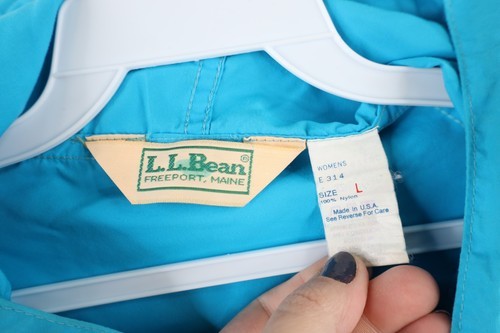 L.L.Bean
FREEPORT, MAINE
WOMENS
E 314
SIZE L
100% Nylon
Made in U.S.A.
See Reverse For Care